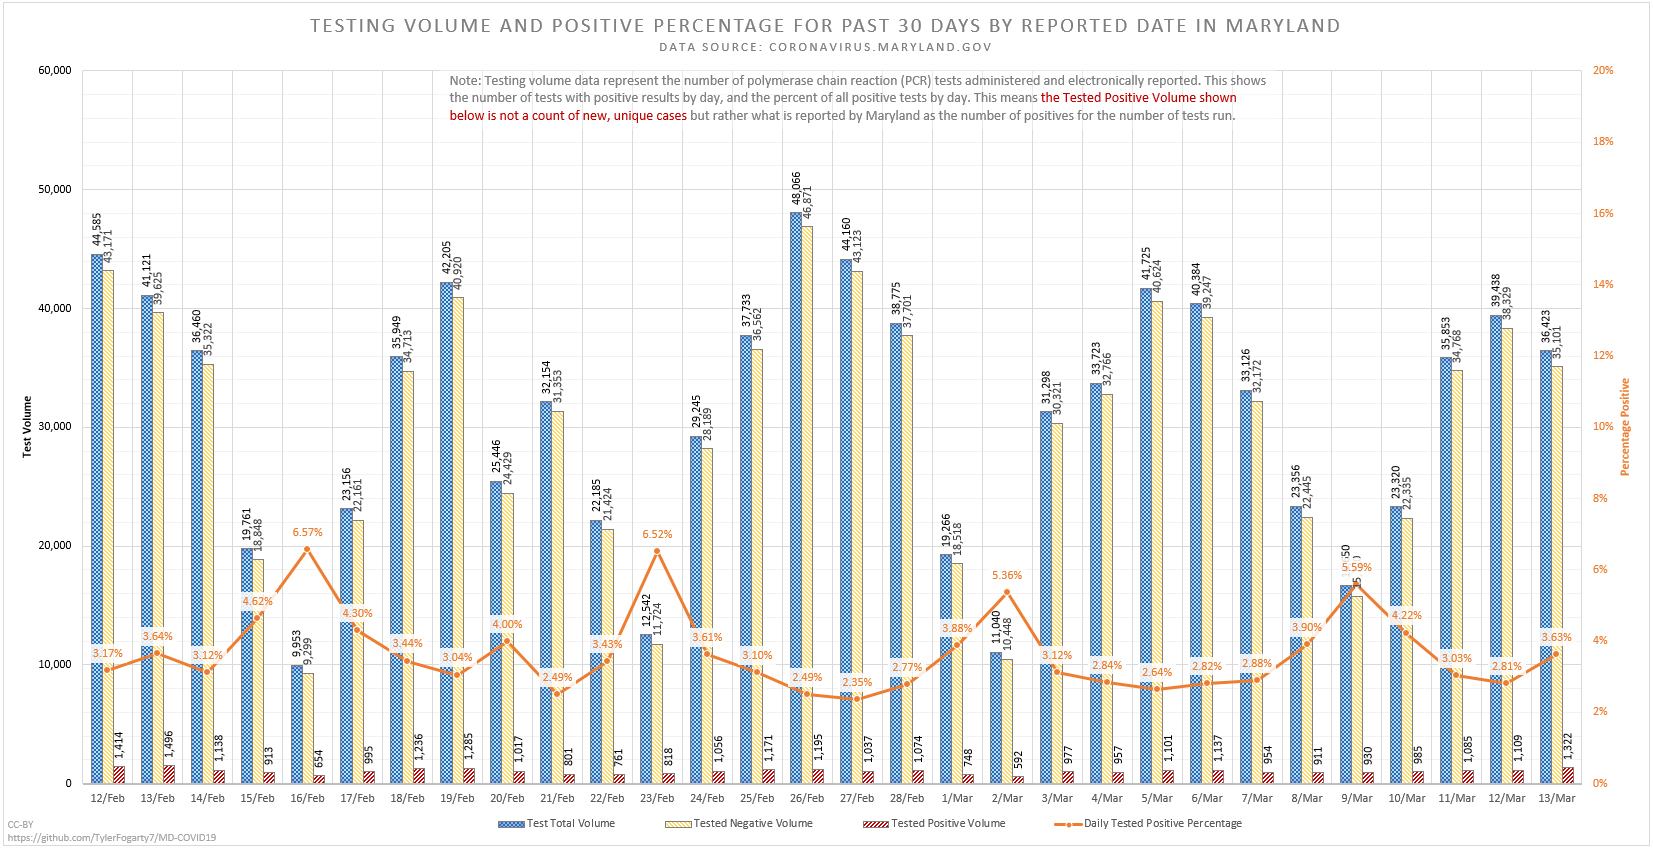 TESTING VOLUME AND POSITIVE PERCENTAGE FOR PAST 30 DAYS BY REPORTED DATE IN MARYLAND
DATA SOURCE: CORONAVIRUS.MARYLAND.GOV
Note: Testing volume data represent the number of polymerase chain reaction (PCR) tests administered and electronically reported. This shows
the number of tests with positive results by day, and the percent of all positive tests by day. This means the Tested Positive Volume shown
below is not a count of new, unique cases but rather what is reported by Maryland as the number of positives for the number of tests run.
Test Volume
60,000
50,000
40,000
30,000
20,000
10,000
0
Percentage Positive
20%
18%
16%
14%
12%
10%
8%
6%
4%
2%
0%
44,585 43,171 3.17% 1,414
41,121 39,625 3.64% 1,496
36,460 35,322 3.12% 1,138
19,761 18,848 4.62% 913
9,953 9,299 6.57% 654
23,156 22,161 4.30% 995
35,949 34,713 3.44% 1,236
42,205 40,920 3.04% 1,285
25,446 24,429 4.00% 1,017
32,154 31,353 2.49% 801
22,185 21,424 3.43% 761
12,542 11,724 6.52% 818
29,245 28,189 3.61% 1,056
37,733 36,562 3.10% 1,171
48,066 46,871 2.49% 1,195
44,160 43,123 2.35% 1,037
38,775 37,701 2.77% 1,074
19,266 18,518 3.88% 748
11,040 10,448 5.36% 592
31,298 30,321 3.12% 977
33,723 32,766 2.84% 957
41,725 40,624 2.64% 1,101
40,384 39,247 2.82% 1,137
33,126 32,172 2.88% 954
23,356 22,445 3.90% 911
5.59% 930
23,320 22,335 4.22% 985
35,853 34,768 3.03% 1,085
39,438 38,329 2.81% 1,109
36,423 35,101 3.63% 1,322
12/Feb 13/Feb 14/Feb 15/Feb 16/Feb 17/Feb 18/Feb 19/Feb 20/Feb 21/Feb 22/Feb 23/Feb 24/Feb 25/Feb 26/Feb 27/Feb 28/Feb 1/Mar 2/Mar 3/Mar 4/Mar 5/Mar 6/Mar 7/Mar 8/Mar 9/Mar 10/Mar 11/Mar 12/Mar 13/Mar
Test Total Volume Tested Negative Volume Tested Positive Volume Daily Tested Positive Percentage
CC-BY
https://github.com/TylerFogarty7/MD-COVID19